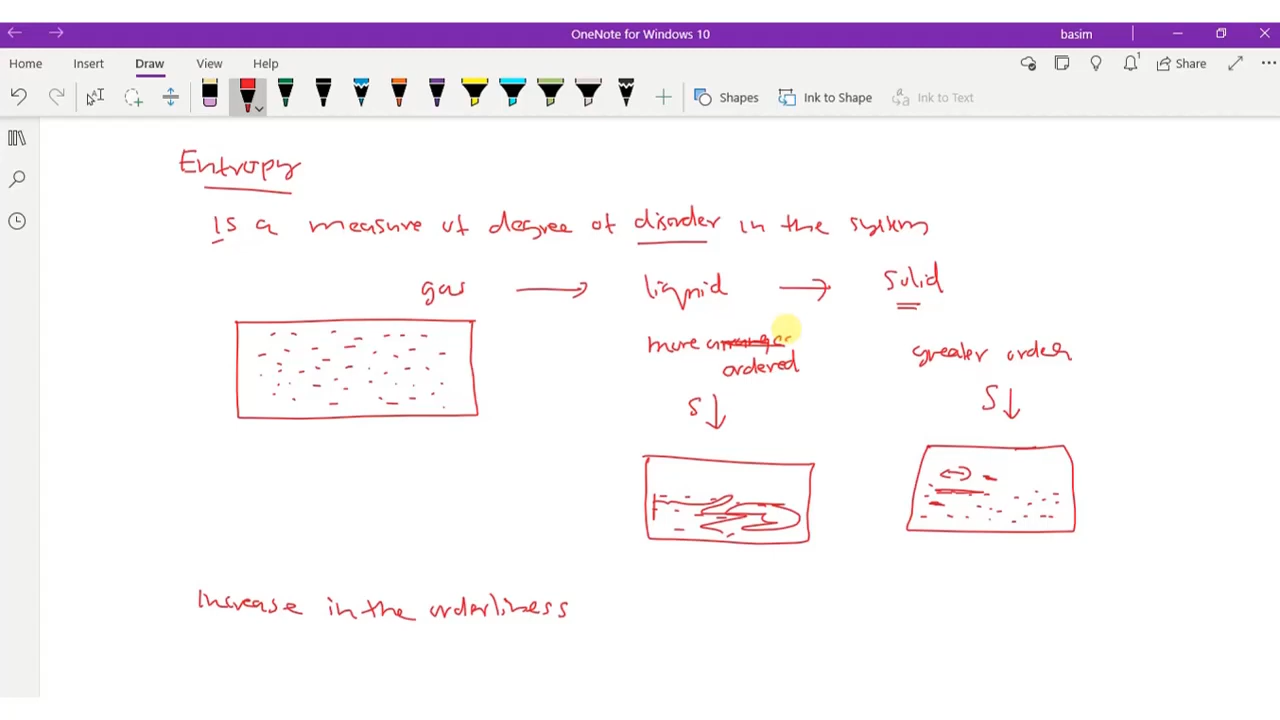 OneNote for Windows 10
basim
Home Insert Draw View Help
Share
Shapes Ink to Shape Ink to Text
Entropy
Is a measure of degree of disorder in the system
gas → liquid → solid
more ordered
greater order
S↓
S↓
Increase in the orderliness